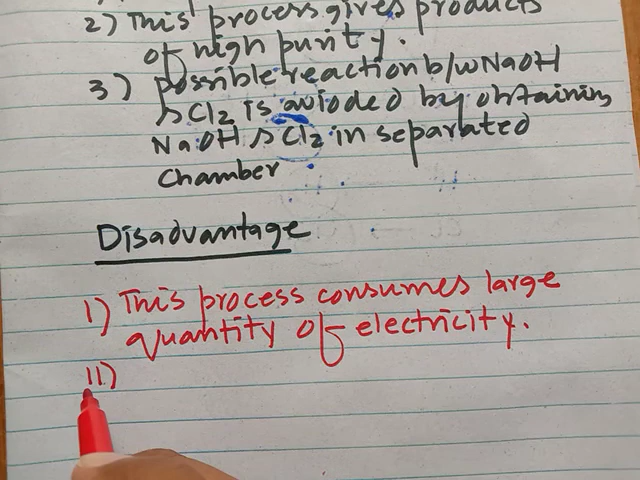 2) This process gives products
of high purity.
3) possible reaction b/w NaOH
& Cl2 is avioded by obtaining
NaOH & Cl2 in separated
Chamber
Disadvantage
1) This process consumes large
quantity of electricity.
11)